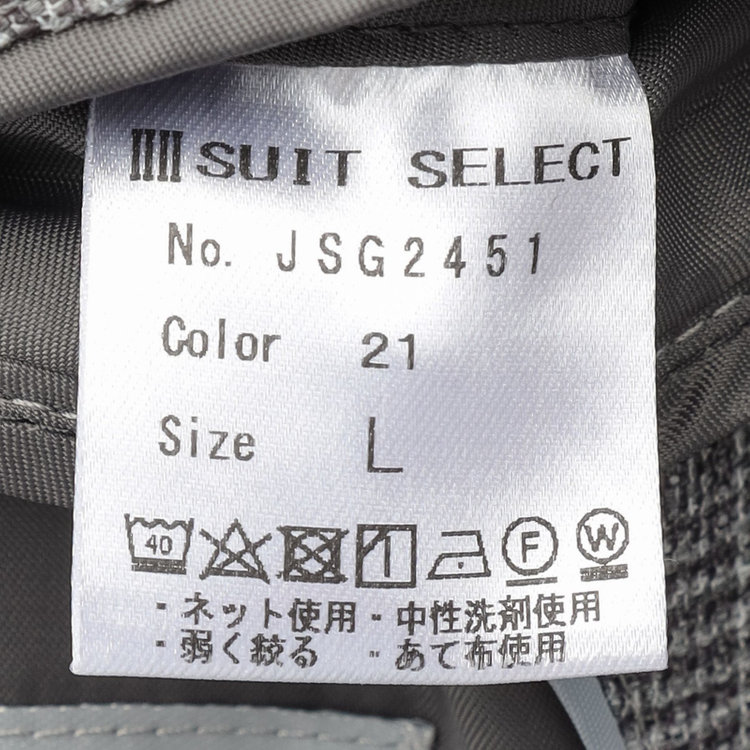 SUIT SELECT
No. JSG2451
Color 21
Size L
40 F W
・ネット使用・中性洗剤使用
・弱く絞る ・あて布使用